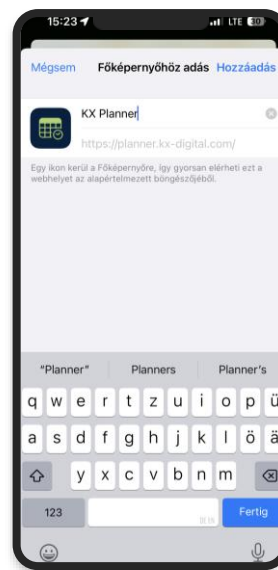 15:23
LTE 30
Mégsem Főképernyőhöz adás Hozzáadás
KX Planner
https://planner.kx-digital.com/
Egy ikon kerül a Főképernyőre, így gyorsan elérheti ezt a
webhelyet az alapértelmezett böngészőjéből.
"Planner" Planners Planner's
q w e r t z u i o p ü
a s d f g h j k l ö ä
y x c v b n m
123 Fertig